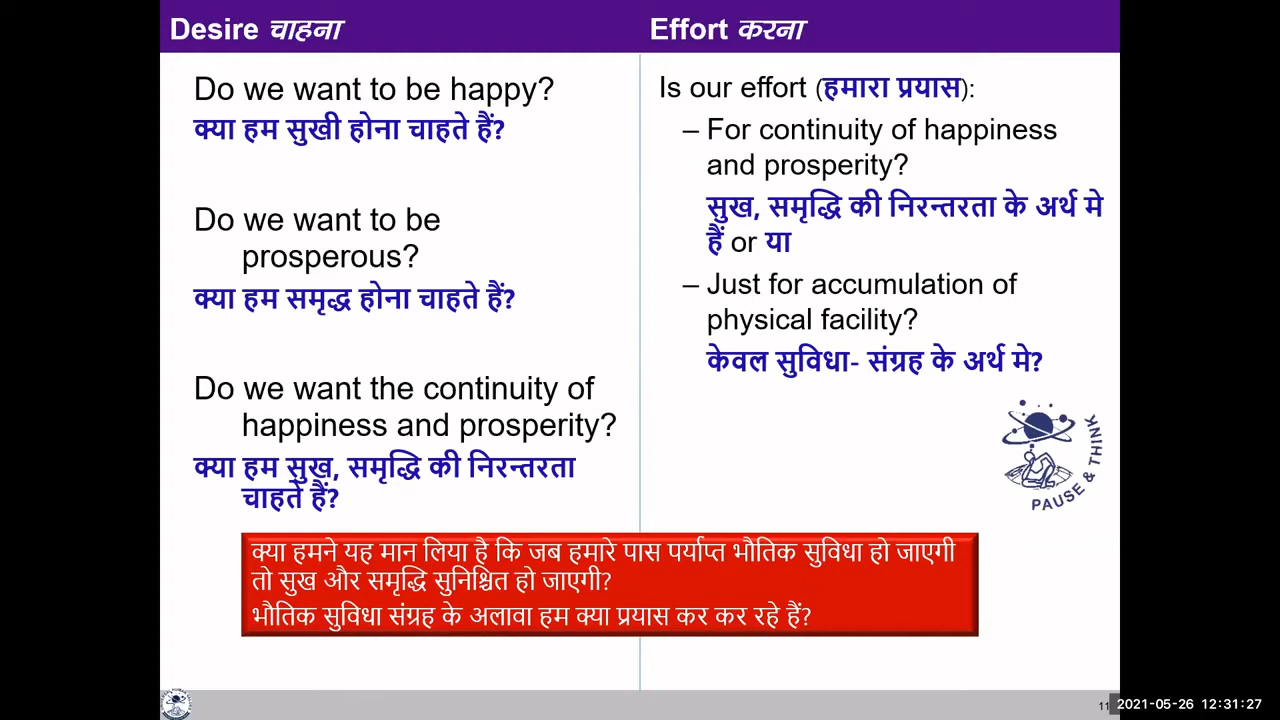 Desire चाहना
Do we want to be happy?
क्या हम सुखी होना चाहते हैं?
Do we want to be
prosperous?
क्या हम समृद्ध होना चाहते हैं?
Do we want the continuity of
happiness and prosperity?
क्या हम सुख, समृद्धि की निरन्तरता
चाहते हैं?
Effort करना
Is our effort (हमारा प्रयास):
– For continuity of happiness
and prosperity?
सुख, समृद्धि की निरन्तरता के अर्थ मे
हैं or या
– Just for accumulation of
physical facility?
केवल सुविधा- संग्रह के अर्थ मे?
PAUSE & THINK
क्या हमने यह मान लिया है कि जब हमारे पास पर्याप्त भौतिक सुविधा हो जाएगी
तो सुख और समृद्धि सुनिश्चित हो जाएगी?
भौतिक सुविधा संग्रह के अलावा हम क्या प्रयास कर कर रहे हैं?
2021-05-26 12:31:27